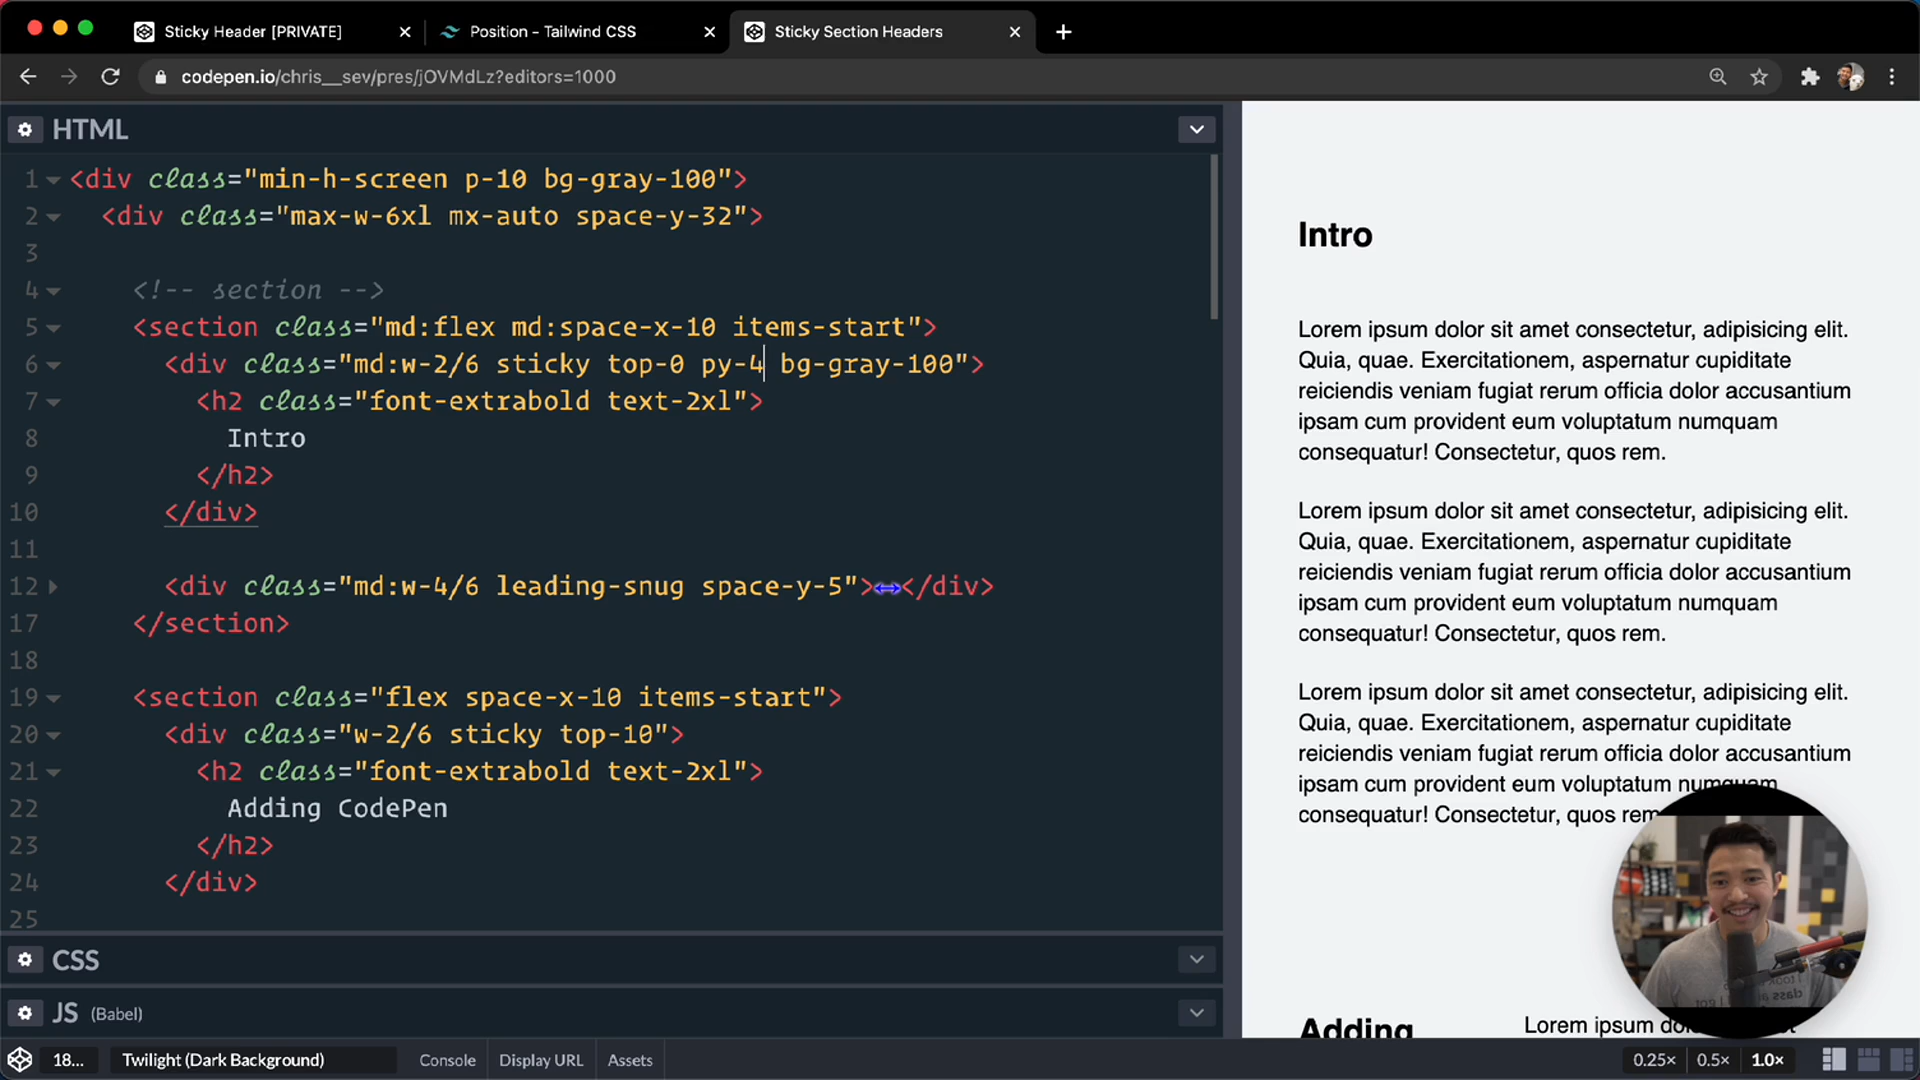 Sticky Header [PRIVATE]
Position - Tailwind CSS
Sticky Section Headers
codepen.io/chris__sev/pres/jOVMdLz?editors=1000
HTML
1 <div class="min-h-screen p-10 bg-gray-100">
2 <div class="max-w-6xl mx-auto space-y-32">
3
4 <!-- section -->
5 <section class="md:flex md:space-x-10 items-start">
6 <div class="md:w-2/6 sticky top-0 py-4 bg-gray-100">
7 <h2 class="font-extrabold text-2xl">
8 Intro
9 </h2>
10 </div>
11
12 <div class="md:w-4/6 leading-snug space-y-5">↔</div>
17 </section>
18
19 <section class="flex space-x-10 items-start">
20 <div class="w-2/6 sticky top-10">
21 <h2 class="font-extrabold text-2xl">
22 Adding CodePen
23 </h2>
24 </div>
25
CSS
JS (Babel)
18...
Twilight (Dark Background)
Console
Display URL
Assets
Intro
Lorem ipsum dolor sit amet consectetur, adipisicing elit.
Quia, quae. Exercitationem, aspernatur cupiditate
reiciendis veniam fugiat rerum officia dolor accusantium
ipsam cum provident eum voluptatum numquam
consequatur! Consectetur, quos rem.
Lorem ipsum dolor sit amet consectetur, adipisicing elit.
Quia, quae. Exercitationem, aspernatur cupiditate
reiciendis veniam fugiat rerum officia dolor accusantium
ipsam cum provident eum voluptatum numquam
consequatur! Consectetur, quos rem.
Lorem ipsum dolor sit amet consectetur, adipisicing elit.
Quia, quae. Exercitationem, aspernatur cupiditate
reiciendis veniam fugiat rerum officia dolor accusantium
ipsam cum provident eum voluptatum numquam
consequatur! Consectetur, quos rem
Adding
Lorem ipsum
0.25×
0.5×
1.0×